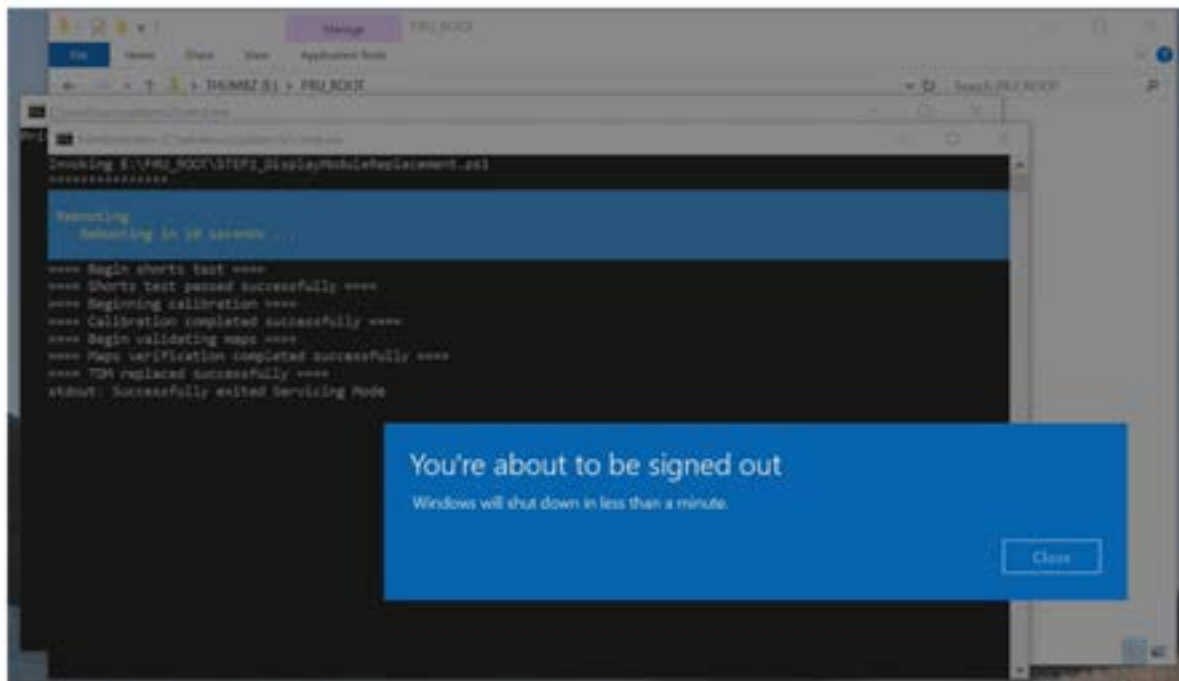 Manage FRU_ROOT
File Home Share View Application Tools
THUMBZ (E:) > FRU_ROOT Search FRU_ROOT
Invoking E:\FRU_ROOT\STEP1_DisplayModuleReplacement.ps1
Rebooting
Rebooting in 10 seconds ...
==== Begin shorts test ====
==== Shorts test passed successfully ====
==== Beginning calibration ====
==== Calibration completed successfully ====
==== Begin validating maps ====
==== Maps verification completed successfully ====
==== TDM replaced successfully ====
stdout: Successfully exited Servicing Mode
You're about to be signed out
Windows will shut down in less than a minute.
Close